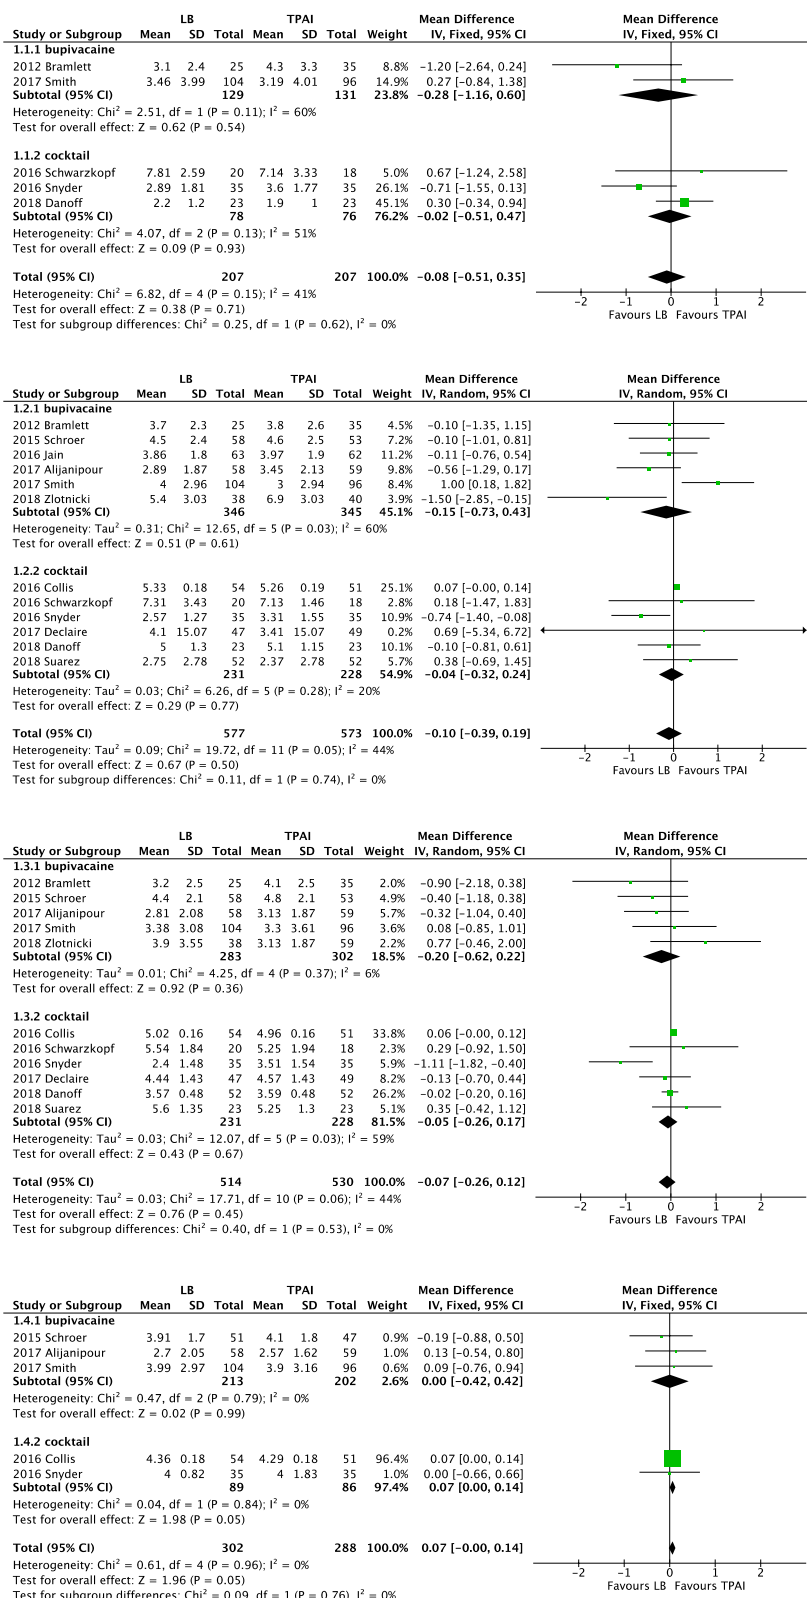 LB TPAI Mean Difference Mean Difference
Study or Subgroup Mean SD Total Mean SD Total Weight IV, Fixed, 95% CI IV, Fixed, 95% CI
1.1.1 bupivacaine
2012 Bramlett 3.1 2.4 25 4.3 3.3 35 8.8% −1.20 [−2.64, 0.24]
2017 Smith 3.46 3.99 104 3.19 4.01 96 14.9% 0.27 [−0.84, 1.38]
Subtotal (95% CI) 129 131 23.8% −0.28 [−1.16, 0.60]
Heterogeneity: Chi² = 2.51, df = 1 (P = 0.11); I² = 60%
Test for overall effect: Z = 0.62 (P = 0.54)
1.1.2 cocktail
2016 Schwarzkopf 7.81 2.59 20 7.14 3.33 18 5.0% 0.67 [−1.24, 2.58]
2016 Snyder 2.89 1.81 35 3.6 1.77 35 26.1% −0.71 [−1.55, 0.13]
2018 Danoff 2.2 1.2 23 1.9 1 23 45.1% 0.30 [−0.34, 0.94]
Subtotal (95% CI) 78 76 76.2% −0.02 [−0.51, 0.47]
Heterogeneity: Chi² = 4.07, df = 2 (P = 0.13); I² = 51%
Test for overall effect: Z = 0.09 (P = 0.93)
Total (95% CI) 207 207 100.0% −0.08 [−0.51, 0.35]
Heterogeneity: Chi² = 6.82, df = 4 (P = 0.15); I² = 41%
Test for overall effect: Z = 0.38 (P = 0.71)
Test for subgroup differences: Chi² = 0.25, df = 1 (P = 0.62), I² = 0%
−2 −1 0 1 2
Favours LB Favours TPAI
LB TPAI Mean Difference Mean Difference
Study or Subgroup Mean SD Total Mean SD Total Weight IV, Random, 95% CI IV, Random, 95% CI
1.2.1 bupivacaine
2012 Bramlett 3.7 2.3 25 3.8 2.6 35 4.5% −0.10 [−1.35, 1.15]
2015 Schroer 4.5 2.4 58 4.6 2.5 53 7.2% −0.10 [−1.01, 0.81]
2016 Jain 3.86 1.8 63 3.97 1.9 62 11.2% −0.11 [−0.76, 0.54]
2017 Alijanipour 2.89 1.87 58 3.45 2.13 59 9.8% −0.56 [−1.29, 0.17]
2017 Smith 4 2.96 104 3 2.94 96 8.4% 1.00 [0.18, 1.82]
2018 Zlotnicki 5.4 3.03 38 6.9 3.03 40 3.9% −1.50 [−2.85, −0.15]
Subtotal (95% CI) 346 345 45.1% −0.15 [−0.73, 0.43]
Heterogeneity: Tau² = 0.31; Chi² = 12.65, df = 5 (P = 0.03); I² = 60%
Test for overall effect: Z = 0.51 (P = 0.61)
1.2.2 cocktail
2016 Collis 5.33 0.18 54 5.26 0.19 51 25.1% 0.07 [−0.00, 0.14]
2016 Schwarzkopf 7.31 3.43 20 7.13 1.46 18 2.8% 0.18 [−1.47, 1.83]
2016 Snyder 2.57 1.27 35 3.31 1.55 35 10.9% −0.74 [−1.40, −0.08]
2017 Declaire 4.1 15.07 47 3.41 15.07 49 0.2% 0.69 [−5.34, 6.72]
2018 Danoff 5 1.3 23 5.1 1.15 23 10.1% −0.10 [−0.81, 0.61]
2018 Suarez 2.75 2.78 52 2.37 2.78 52 5.7% 0.38 [−0.69, 1.45]
Subtotal (95% CI) 231 228 54.9% −0.04 [−0.32, 0.24]
Heterogeneity: Tau² = 0.03; Chi² = 6.26, df = 5 (P = 0.28); I² = 20%
Test for overall effect: Z = 0.29 (P = 0.77)
Total (95% CI) 577 573 100.0% −0.10 [−0.39, 0.19]
Heterogeneity: Tau² = 0.09; Chi² = 19.72, df = 11 (P = 0.05); I² = 44%
Test for overall effect: Z = 0.67 (P = 0.50)
Test for subgroup differences: Chi² = 0.11, df = 1 (P = 0.74), I² = 0%
−2 −1 0 1 2
Favours LB Favours TPAI
LB TPAI Mean Difference Mean Difference
Study or Subgroup Mean SD Total Mean SD Total Weight IV, Random, 95% CI IV, Random, 95% CI
1.3.1 bupivacaine
2012 Bramlett 3.2 2.5 25 4.1 2.5 35 2.0% −0.90 [−2.18, 0.38]
2015 Schroer 4.4 2.1 58 4.8 2.1 53 4.9% −0.40 [−1.18, 0.38]
2017 Alijanipour 2.81 2.08 58 3.13 1.87 59 5.7% −0.32 [−1.04, 0.40]
2017 Smith 3.38 3.08 104 3.3 3.61 96 3.6% 0.08 [−0.85, 1.01]
2018 Zlotnicki 3.9 3.55 38 3.13 1.87 59 2.2% 0.77 [−0.46, 2.00]
Subtotal (95% CI) 283 302 18.5% −0.20 [−0.62, 0.22]
Heterogeneity: Tau² = 0.01; Chi² = 4.25, df = 4 (P = 0.37); I² = 6%
Test for overall effect: Z = 0.92 (P = 0.36)
1.3.2 cocktail
2016 Collis 5.02 0.16 54 4.96 0.16 51 33.8% 0.06 [−0.00, 0.12]
2016 Schwarzkopf 5.54 1.84 20 5.25 1.94 18 2.3% 0.29 [−0.92, 1.50]
2016 Snyder 2.4 1.48 35 3.51 1.54 35 5.9% −1.11 [−1.82, −0.40]
2017 Declaire 4.44 1.43 47 4.57 1.43 49 8.2% −0.13 [−0.70, 0.44]
2018 Danoff 3.57 0.48 52 3.59 0.48 52 26.2% −0.02 [−0.20, 0.16]
2018 Suarez 5.6 1.35 23 5.25 1.3 23 5.1% 0.35 [−0.42, 1.12]
Subtotal (95% CI) 231 228 81.5% −0.05 [−0.26, 0.17]
Heterogeneity: Tau² = 0.03; Chi² = 12.07, df = 5 (P = 0.03); I² = 59%
Test for overall effect: Z = 0.43 (P = 0.67)
Total (95% CI) 514 530 100.0% −0.07 [−0.26, 0.12]
Heterogeneity: Tau² = 0.03; Chi² = 17.71, df = 10 (P = 0.06); I² = 44%
Test for overall effect: Z = 0.76 (P = 0.45)
Test for subgroup differences: Chi² = 0.40, df = 1 (P = 0.53), I² = 0%
−2 −1 0 1 2
Favours LB Favours TPAI
LB TPAI Mean Difference Mean Difference
Study or Subgroup Mean SD Total Mean SD Total Weight IV, Fixed, 95% CI IV, Fixed, 95% CI
1.4.1 bupivacaine
2015 Schroer 3.91 1.7 51 4.1 1.8 47 0.9% −0.19 [−0.88, 0.50]
2017 Alijanipour 2.7 2.05 58 2.57 1.62 59 1.0% 0.13 [−0.54, 0.80]
2017 Smith 3.99 2.97 104 3.9 3.16 96 0.6% 0.09 [−0.76, 0.94]
Subtotal (95% CI) 213 202 2.6% 0.00 [−0.42, 0.42]
Heterogeneity: Chi² = 0.47, df = 2 (P = 0.79); I² = 0%
Test for overall effect: Z = 0.02 (P = 0.99)
1.4.2 cocktail
2016 Collis 4.36 0.18 54 4.29 0.18 51 96.4% 0.07 [0.00, 0.14]
2016 Snyder 4 0.82 35 4 1.83 35 1.0% 0.00 [−0.66, 0.66]
Subtotal (95% CI) 89 86 97.4% 0.07 [0.00, 0.14]
Heterogeneity: Chi² = 0.04, df = 1 (P = 0.84); I² = 0%
Test for overall effect: Z = 1.98 (P = 0.05)
Total (95% CI) 302 288 100.0% 0.07 [−0.00, 0.14]
Heterogeneity: Chi² = 0.61, df = 4 (P = 0.96); I² = 0%
Test for overall effect: Z = 1.96 (P = 0.05)
Test for subgroup differences: Chi² = 0.09, df = 1 (P = 0.76), I² = 0%
−2 −1 0 1 2
Favours LB Favours TPAI